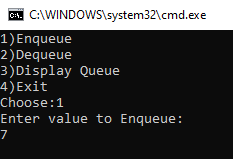 C:\WINDOWS\system32\cmd.exe
1)Enqueue
2)Dequeue
3)Display Queue
4)Exit
Choose:1
Enter value to Enqueue:
7